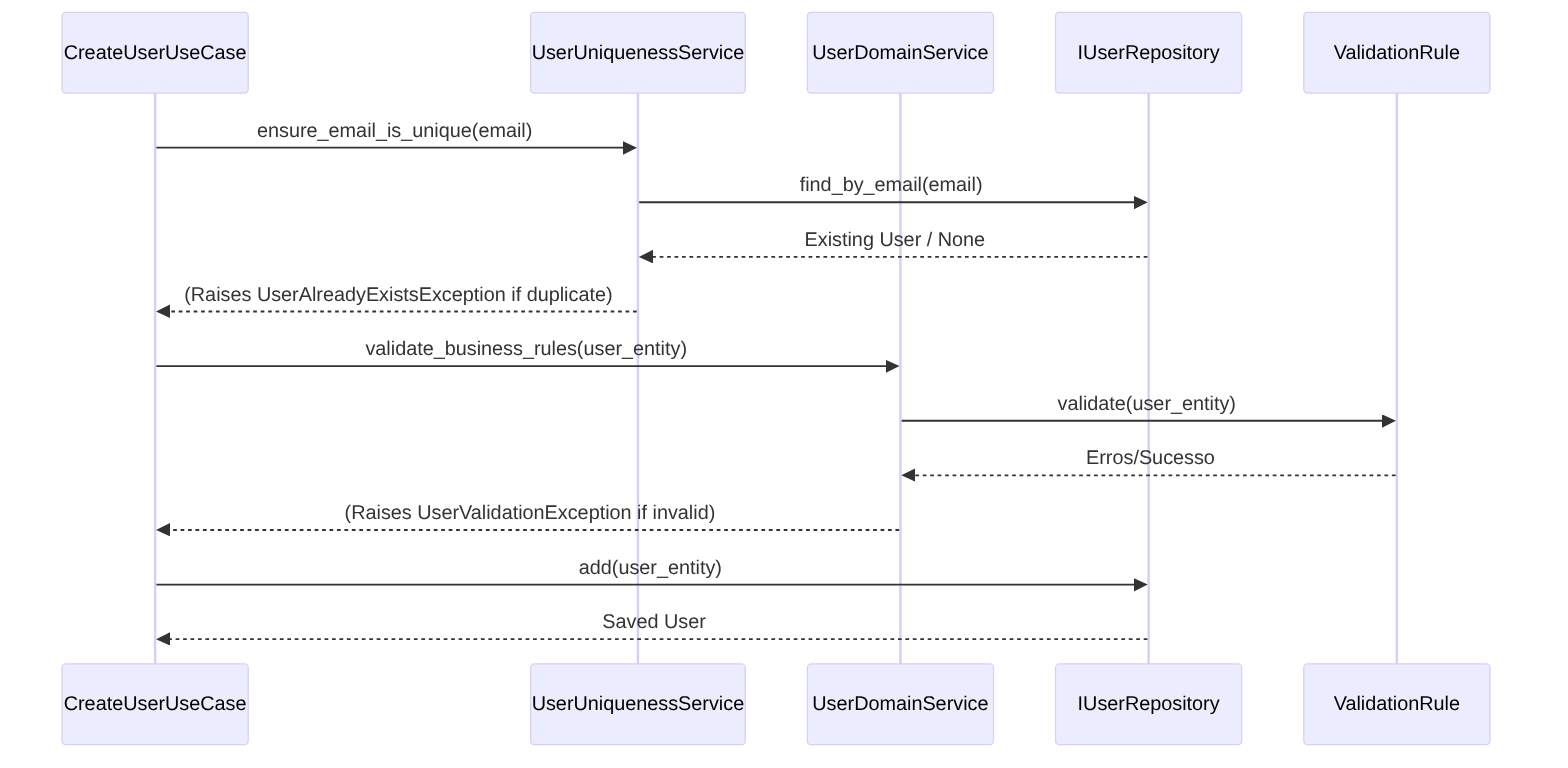 CreateUserUseCase
UserUniquenessService
UserDomainService
IUserRepository
ValidationRule
ensure_email_is_unique(email)
find_by_email(email)
Existing User / None
(Raises UserAlreadyExistsException if duplicate)
validate_business_rules(user_entity)
validate(user_entity)
Erros/Sucesso
(Raises UserValidationException if invalid)
add(user_entity)
Saved User
CreateUserUseCase
UserUniquenessService
UserDomainService
IUserRepository
ValidationRule